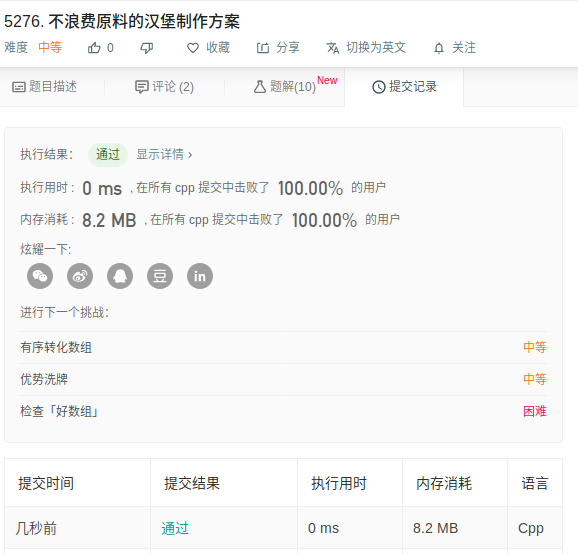 5276. 不浪费原料的汉堡制作方案
难度 中等 0 收藏 分享 切换为英文 关注
题目描述 评论 (2) 题解(10) New 提交记录
执行结果： 通过 显示详情 ›
执行用时 : 0 ms , 在所有 cpp 提交中击败了 100.00% 的用户
内存消耗 : 8.2 MB , 在所有 cpp 提交中击败了 100.00% 的用户
炫耀一下:
豆 in
进行下一个挑战：
有序转化数组 中等
优势洗牌 中等
检查「好数组」 困难
提交时间 提交结果 执行用时 内存消耗 语言
几秒前 通过 0 ms 8.2 MB Cpp